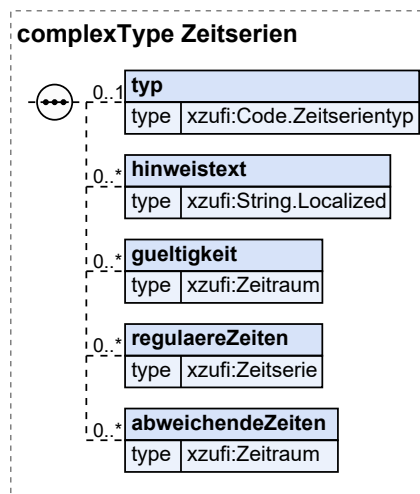 complexType Zeitserien
0..1 typ
type xzufi:Code.Zeitserientyp
0..* hinweistext
type xzufi:String.Localized
0..* gueltigkeit
type xzufi:Zeitraum
0..* regulaereZeiten
type xzufi:Zeitserie
0..* abweichendeZeiten
type xzufi:Zeitraum